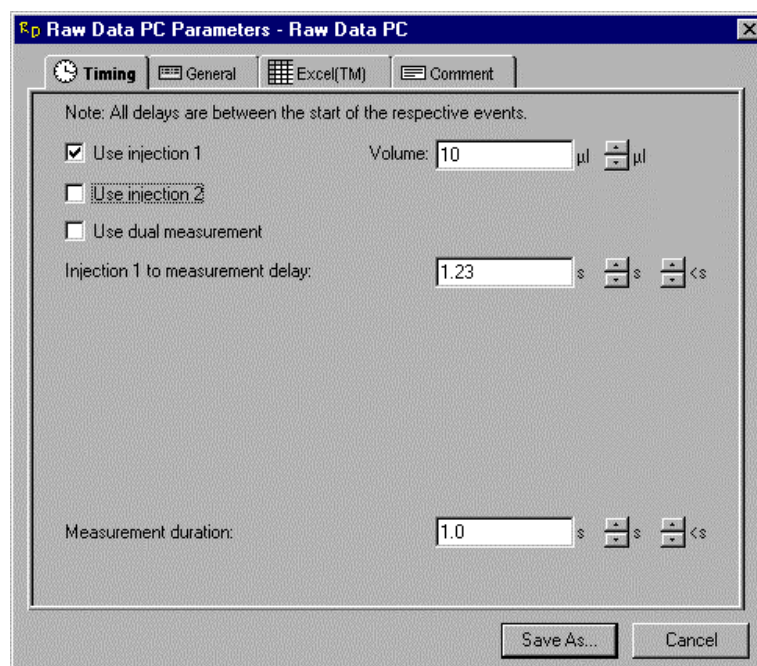 RD Raw Data PC Parameters - Raw Data PC
Timing General Excel(TM) Comment
Note: All delays are between the start of the respective events.
Use injection 1 Volume: 10 µl µl
Use injection 2
Use dual measurement
Injection 1 to measurement delay: 1.23 s s <s
Measurement duration: 1.0 s s <s
Save As... Cancel